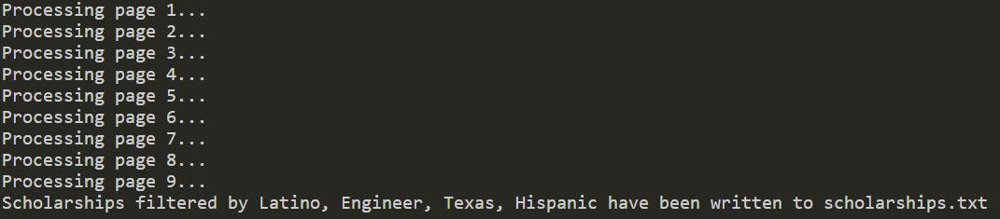 Processing page 1...
Processing page 2...
Processing page 3...
Processing page 4...
Processing page 5...
Processing page 6...
Processing page 7...
Processing page 8...
Processing page 9...
Scholarships filtered by Latino, Engineer, Texas, Hispanic have been written to scholarships.txt